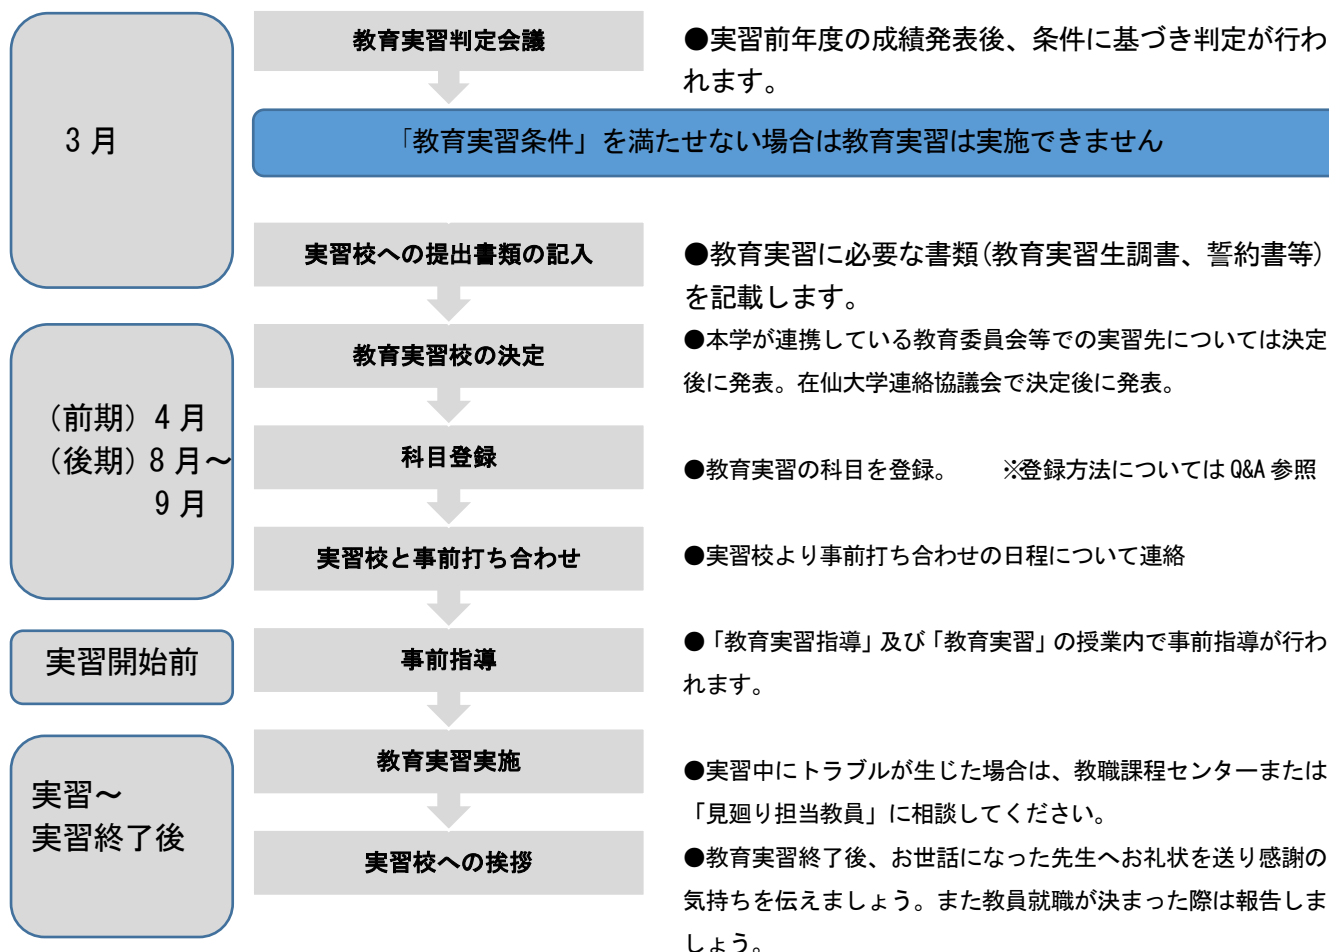 3月
教育実習判定会議
●実習前年度の成績発表後、条件に基づき判定が行わ
れます。
「教育実習条件」を満たせない場合は教育実習は実施できません
実習校への提出書類の記入
●教育実習に必要な書類(教育実習生調書、誓約書等)
を記載します。
(前期)4月
(後期)8月～
9月
教育実習校の決定
●本学が連携している教育委員会等での実習先については決定
後に発表。在仙大学連絡協議会で決定後に発表。
科目登録
●教育実習の科目を登録。 ※登録方法については Q&A 参照
実習校と事前打ち合わせ
●実習校より事前打ち合わせの日程について連絡
実習開始前
事前指導
●「教育実習指導」及び「教育実習」の授業内で事前指導が行わ
れます。
実習～
実習終了後
教育実習実施
●実習中にトラブルが生じた場合は、教職課程センターまたは
「見廻り担当教員」に相談してください。
実習校への挨拶
●教育実習終了後、お世話になった先生へお礼状を送り感謝の
気持ちを伝えましょう。また教員就職が決まった際は報告しま
しょう。